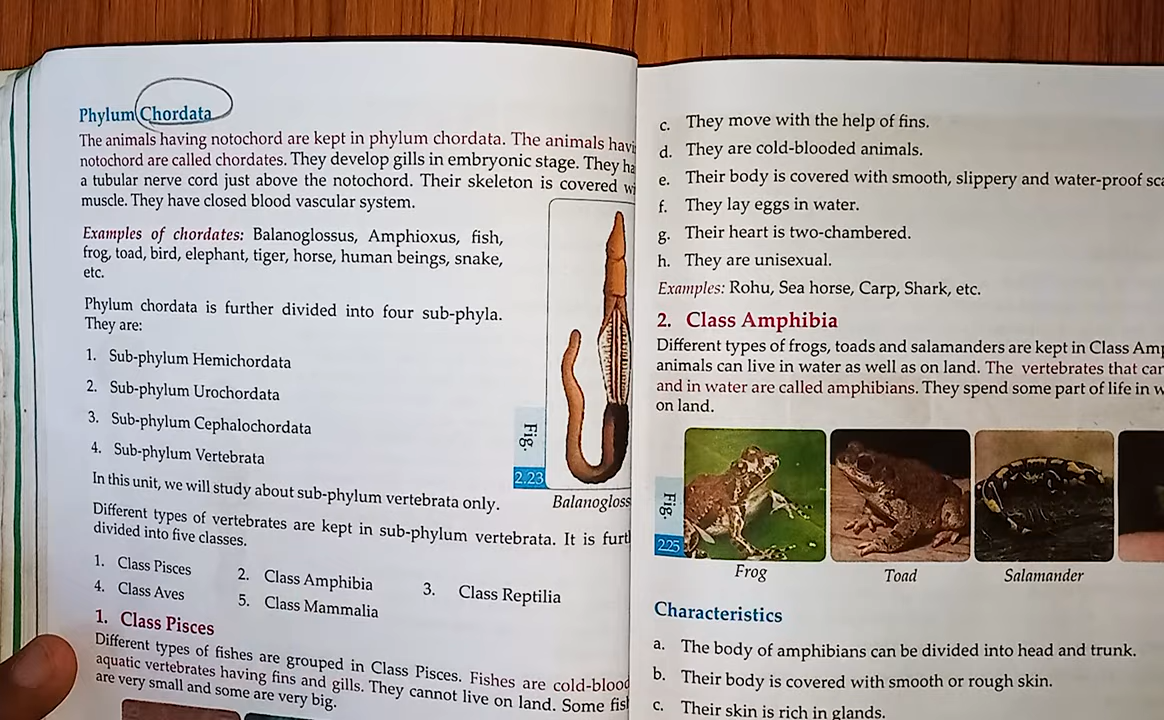 Phylum Chordata
The animals having notochord are kept in phylum chordata. The animals
notochord are called chordates. They develop gills in embryonic stage. They
a tubular nerve cord just above the notochord. Their skeleton is covered
muscle. They have closed blood vascular system.
Examples of chordates: Balanoglossus, Amphioxus, fish,
frog, toad, bird, elephant, tiger, horse, human beings, snake,
etc.
Phylum chordata is further divided into four sub-phyla.
They are:
1. Sub-phylum Hemichordata
2. Sub-phylum Urochordata
3. Sub-phylum Cephalochordata
4. Sub-phylum Vertebrata
In this unit, we will study about sub-phylum vertebrata only.
Fig.
2.23
Balanogloss
Different types of vertebrates are kept in sub-phylum vertebrata. It is
divided into five classes.
1. Class Pisces 2. Class Amphibia 3. Class Reptilia
4. Class Aves 5. Class Mammalia
1. Class Pisces
Different types of fishes are grouped in Class Pisces. Fishes are cold-blood
aquatic vertebrates having fins and gills. They cannot live on land. Some
are very small and some are very big.
c. They move with the help of fins.
d. They are cold-blooded animals.
e. Their body is covered with smooth, slippery and water-proof
f. They lay eggs in water.
g. Their heart is two-chambered.
h. They are unisexual.
Examples: Rohu, Sea horse, Carp, Shark, etc.
2. Class Amphibia
Different types of frogs, toads and salamanders are kept in Class
animals can live in water as well as on land. The vertebrates that
and in water are called amphibians. They spend some part of life in
on land.
Fig.
2.25
Frog
Toad
Salamander
Characteristics
a. The body of amphibians can be divided into head and trunk.
b. Their body is covered with smooth or rough skin.
c. Their skin is rich in glands.